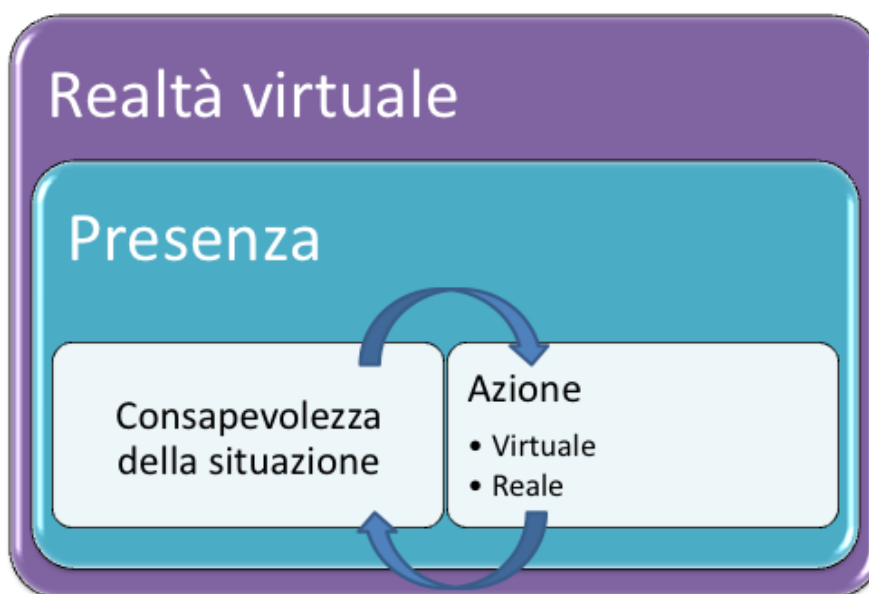 Realtà virtuale
Presenza
Consapevolezza
della situazione
Azione
• Virtuale
• Reale